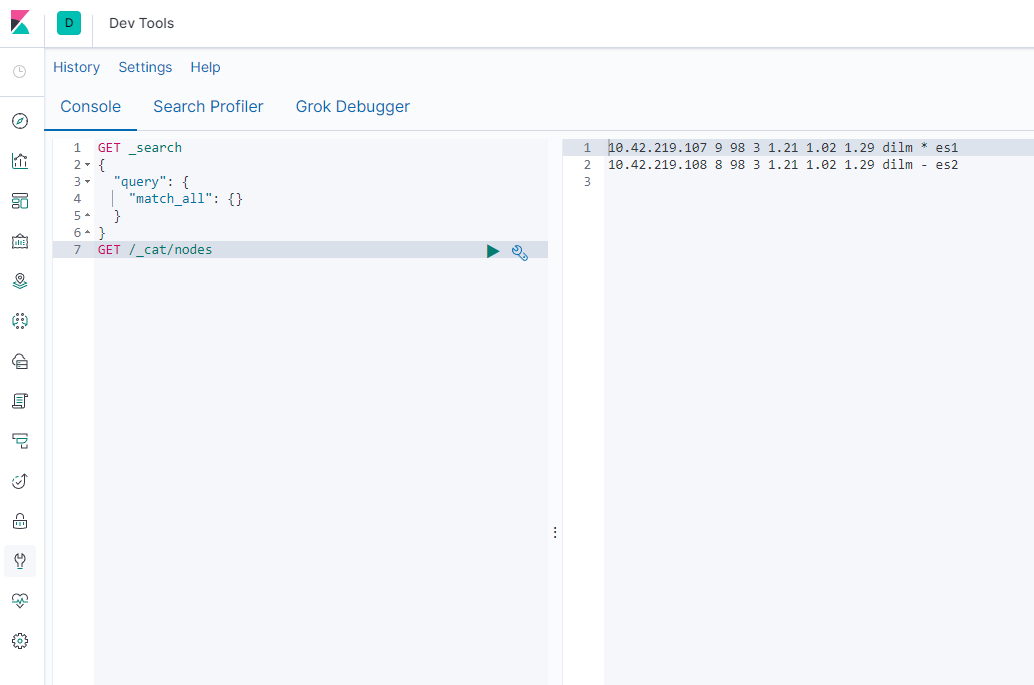 D Dev Tools
History Settings Help
Console Search Profiler Grok Debugger
1 GET _search
2 {
3 "query": {
4 "match_all": {}
5 }
6 }
7 GET /_cat/nodes
1 10.42.219.107 9 98 3 1.21 1.02 1.29 dilm * es1
2 10.42.219.108 8 98 3 1.21 1.02 1.29 dilm - es2
3